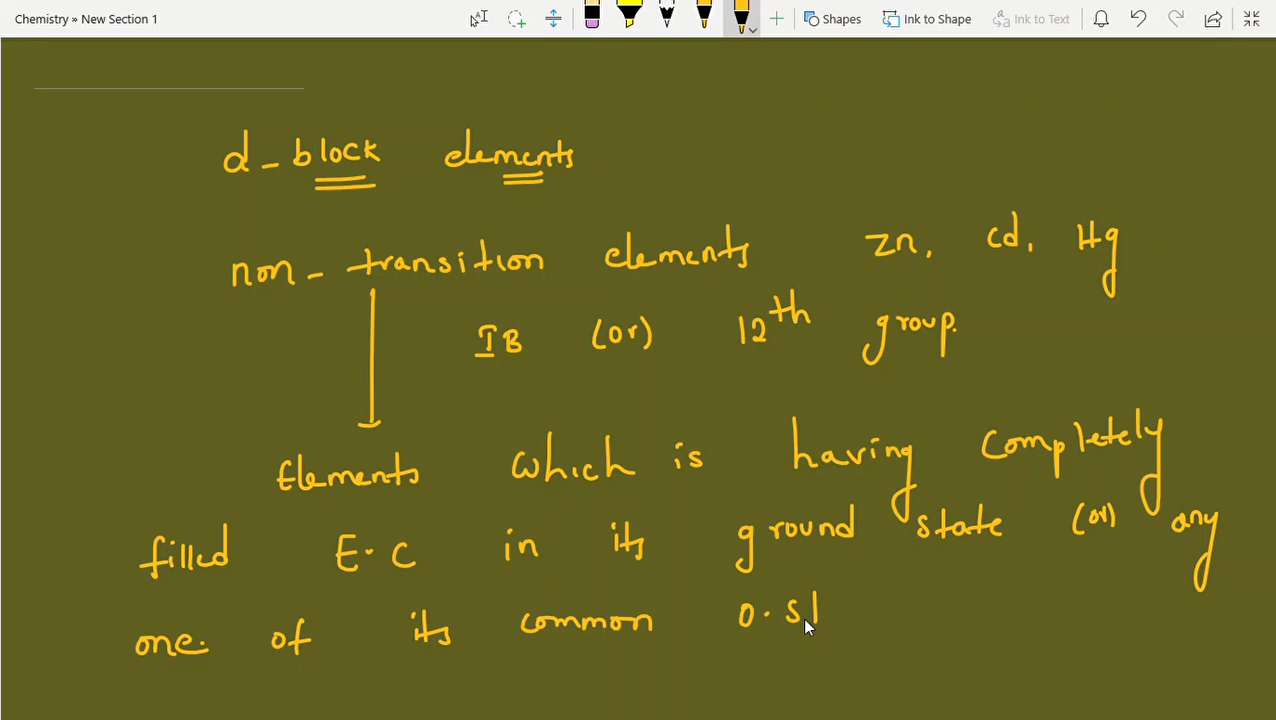 Chemistry » New Section 1
Shapes Ink to Shape Ink to Text
d-block elements
non-transition elements Zn, Cd, Hg
IB (or) 12th group.
Elements which is having completely
filled E.C in its ground state (or) any
one. of its common O.S